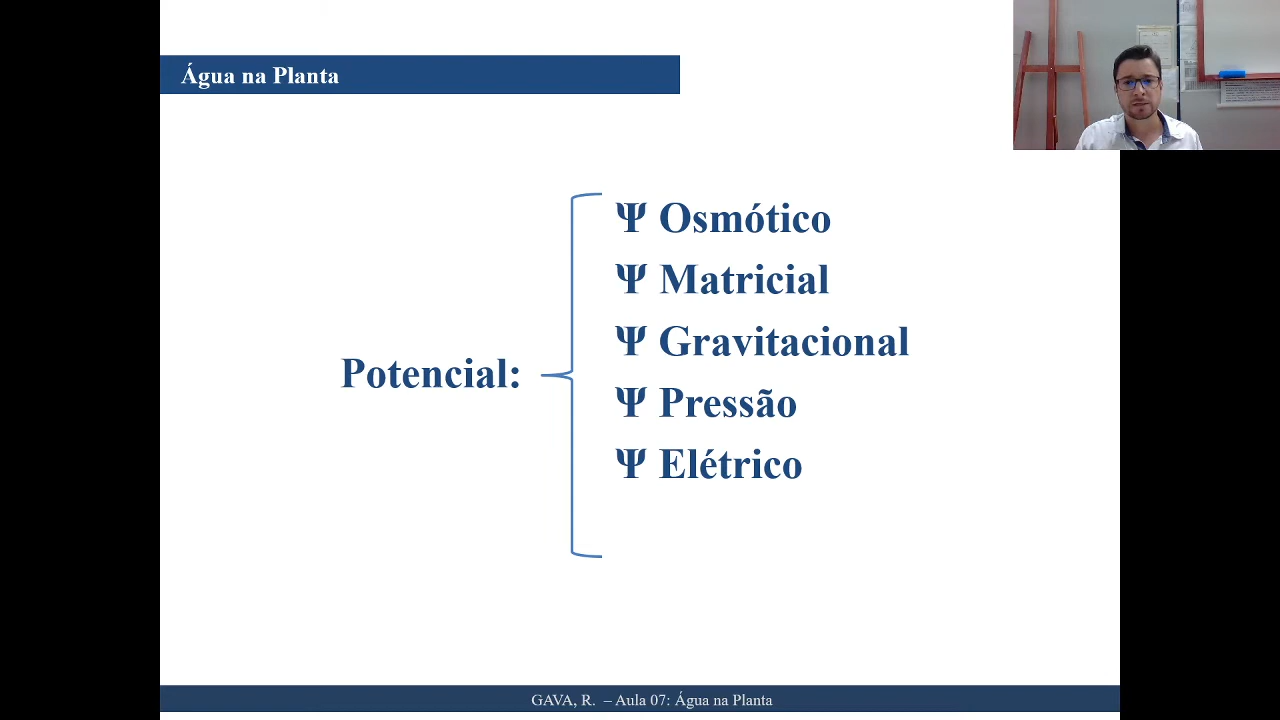 Água na Planta
Ψ Osmótico
Ψ Matricial
Ψ Gravitacional
Potencial:
Ψ Pressão
Ψ Elétrico
GAVA, R. – Aula 07: Água na Planta